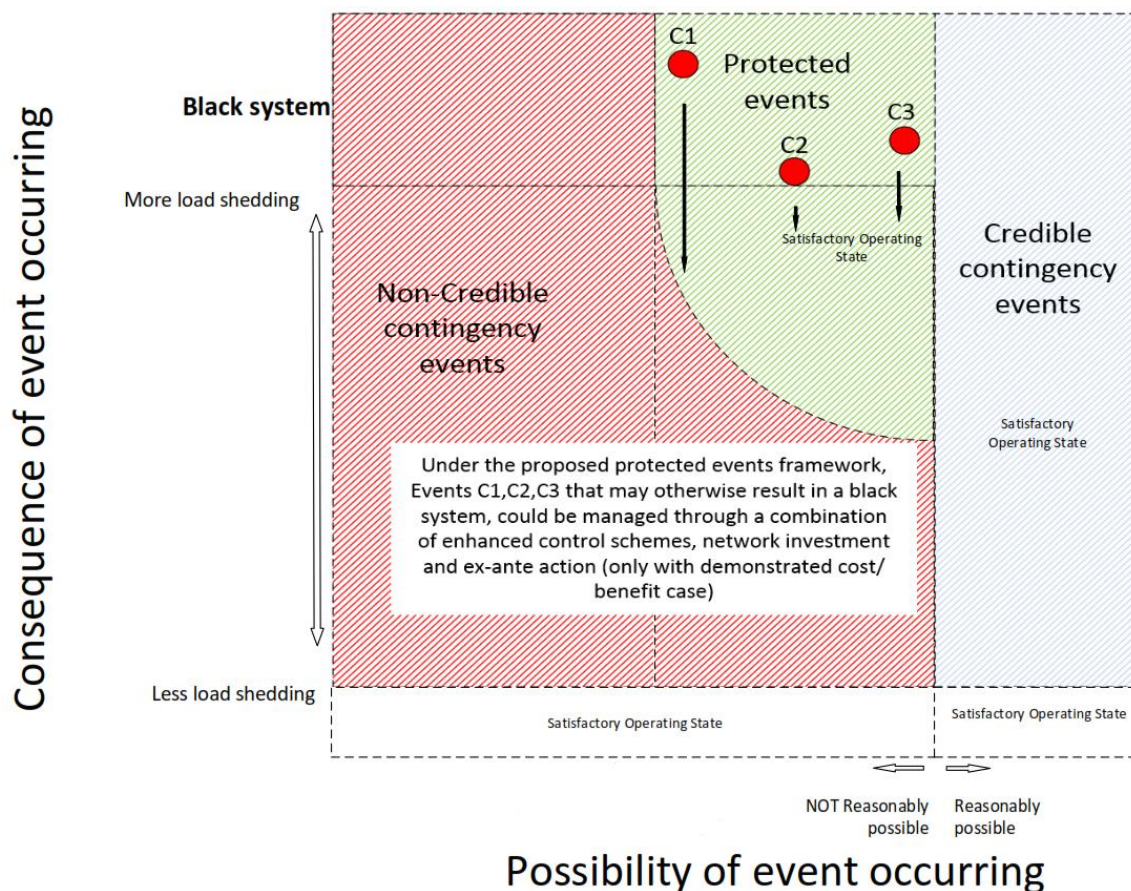 Consequence of event occurring
Black system
More load shedding
Less load shedding
C1
Protected
events
C2
C3
Satisfactory Operating
State
Non-Credible
contingency
events
Credible
contingency
events
Satisfactory
Operating State
Under the proposed protected events framework,
Events C1,C2,C3 that may otherwise result in a black
system, could be managed through a combination
of enhanced control schemes, network investment
and ex-ante action (only with demonstrated cost/
benefit case)
Satisfactory Operating State
Satisfactory Operating State
NOT Reasonably
possible
Reasonably
possible
Possibility of event occurring